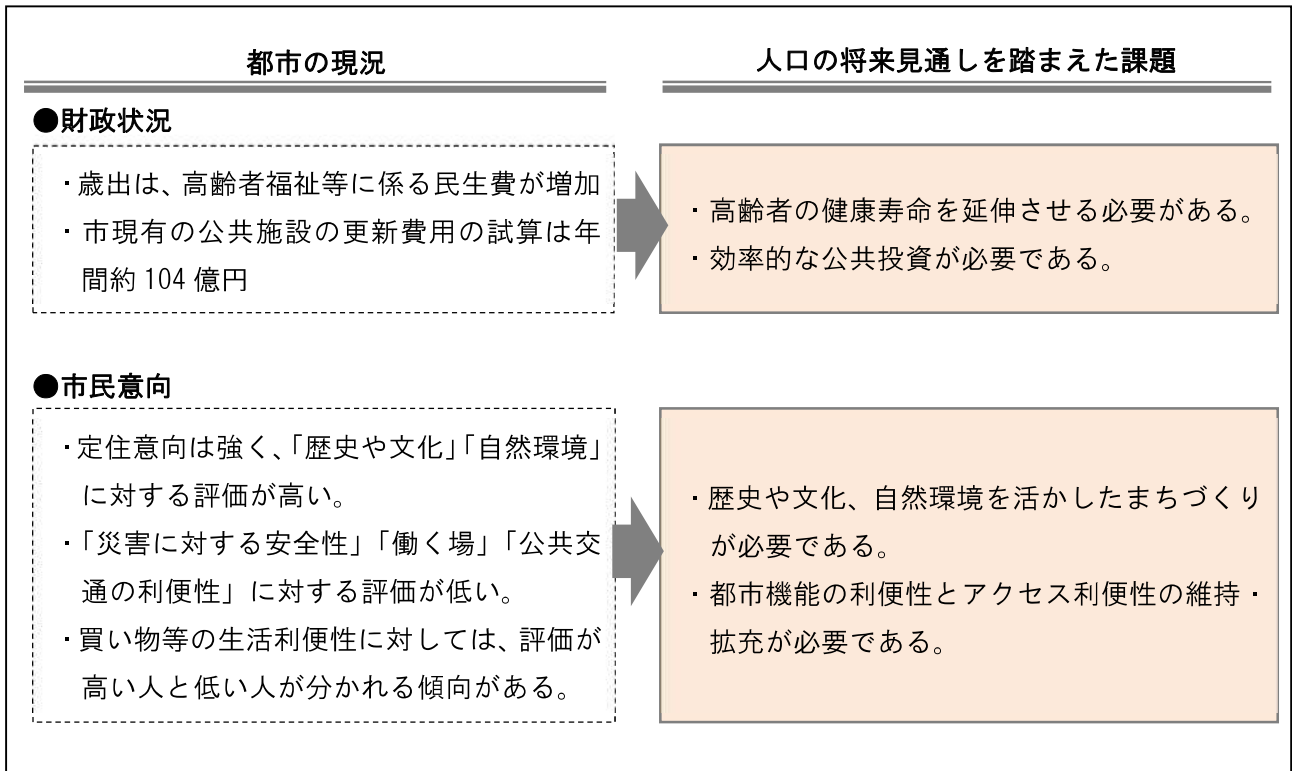 都市の現況
人口の将来見通しを踏まえた課題
●財政状況
・歳出は、高齢者福祉等に係る民生費が増加
・市現有の公共施設の更新費用の試算は年
間約 104 億円
・高齢者の健康寿命を延伸させる必要がある。
・効率的な公共投資が必要である。
●市民意向
・定住意向は強く、「歴史や文化」「自然環境」
に対する評価が高い。
・「災害に対する安全性」「働く場」「公共交
通の利便性」に対する評価が低い。
・買い物等の生活利便性に対しては、評価が
高い人と低い人が分かれる傾向がある。
・歴史や文化、自然環境を活かしたまちづくり
が必要である。
・都市機能の利便性とアクセス利便性の維持・
拡充が必要である。